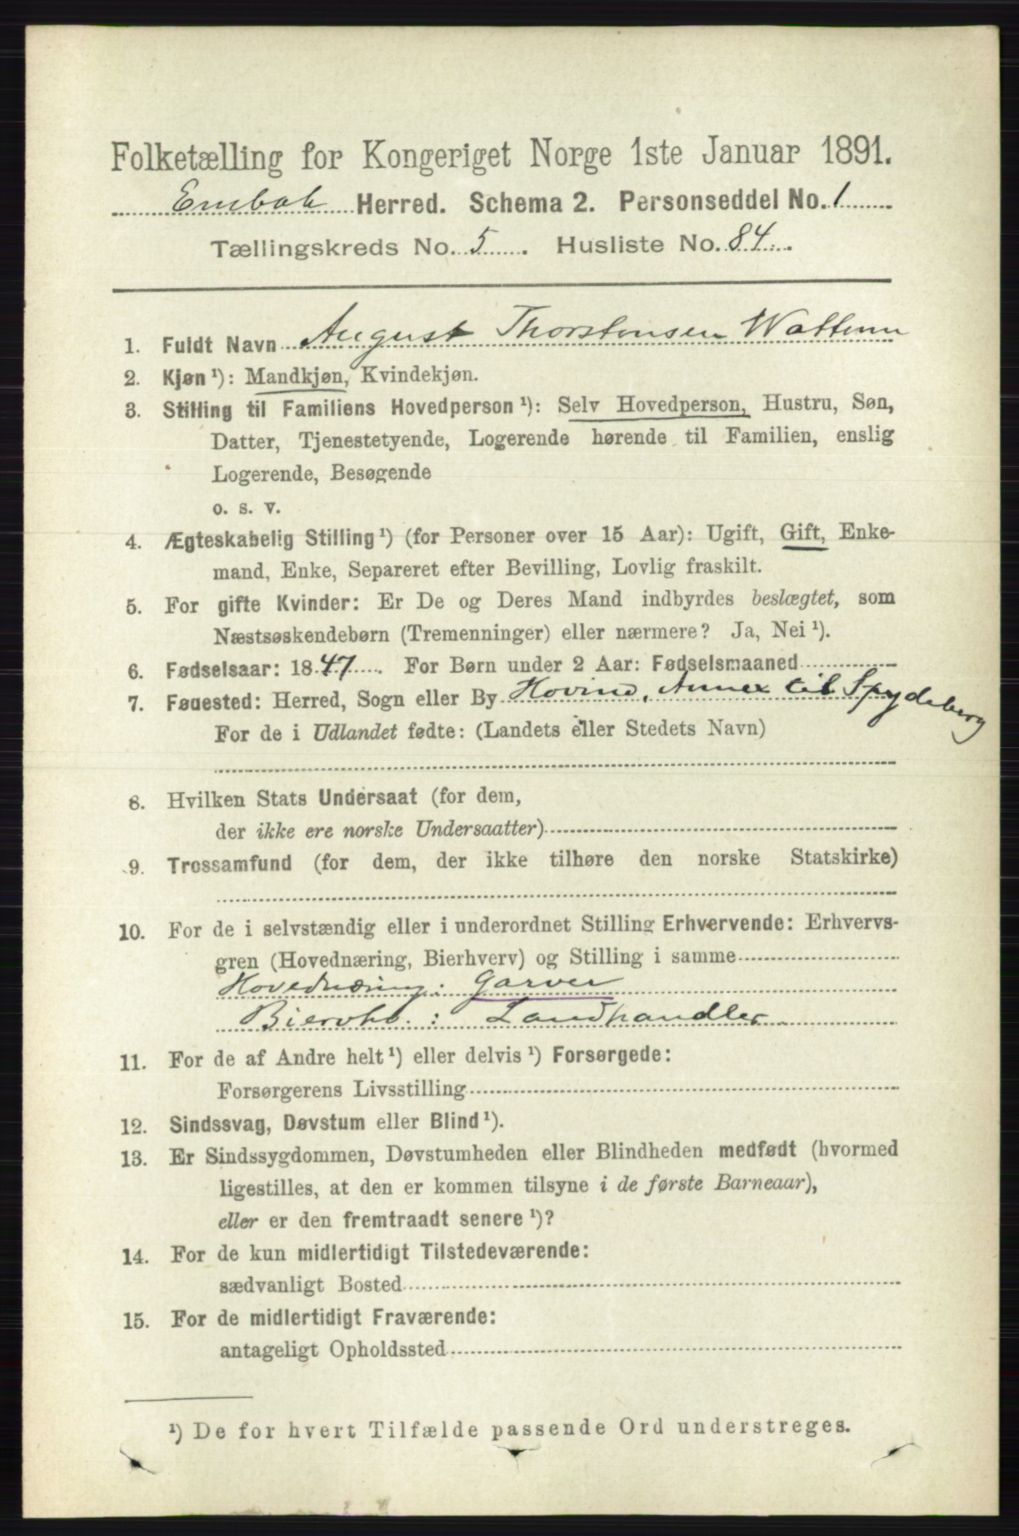 Folketælling for Kongeriget Norge 1ste Januar 1891.
Enebak Herred. Schema 2. Personseddel No. 1
Tællingskreds No. 5. Husliste No. 84.
1. Fuldt Navn August Thorstensen Wattum
2. Kjøn ¹): Mandkjøn, Kvindekjøn.
3. Stilling til Familiens Hovedperson ¹): Selv Hovedperson, Hustru, Søn,
Datter, Tjenestetyende, Logerende hørende til Familien, enslig
Logerende, Besøgende
o. s. v.
4. Ægteskabelig Stilling ¹) (for Personer over 15 Aar): Ugift, Gift, Enke-
mand, Enke, Separeret efter Bevilling, Lovlig fraskilt.
5. For gifte Kvinder: Er De og Deres Mand indbyrdes beslægtet, som
Næstsøskendebørn (Tremenninger) eller nærmere? Ja, Nei ¹).
6. Fødselsaar: 1847. For Børn under 2 Aar: Fødselsmaaned
7. Fødested: Herred, Sogn eller By Hovind, Annex til Spydeberg
For de i Udlandet fødte: (Landets eller Stedets Navn)
8. Hvilken Stats Undersaat (for dem,
der ikke ere norske Undersaatter)
9. Trossamfund (for dem, der ikke tilhøre den norske Statskirke)
10. For de i selvstændig eller i underordnet Stilling Erhvervende: Erhvervs-
gren (Hovednæring, Bierhverv) og Stilling i samme
Hovednæring: Garver
Biervhv. : Landhandler
11. For de af Andre helt ¹) eller delvis ¹) Forsørgede:
Forsørgerens Livsstilling
12. Sindssvag, Døvstum eller Blind ¹).
13. Er Sindssygdommen, Døvstumheden eller Blindheden medfødt (hvormed
ligestilles, at den er kommen tilsyne i de første Barneaar),
eller er den fremtraadt senere ¹)?
14. For de kun midlertidigt Tilstedeværende:
sædvanligt Bosted
15. For de midlertidigt Fraværende:
antageligt Opholdssted
¹) De for hvert Tilfælde passende Ord understreges.